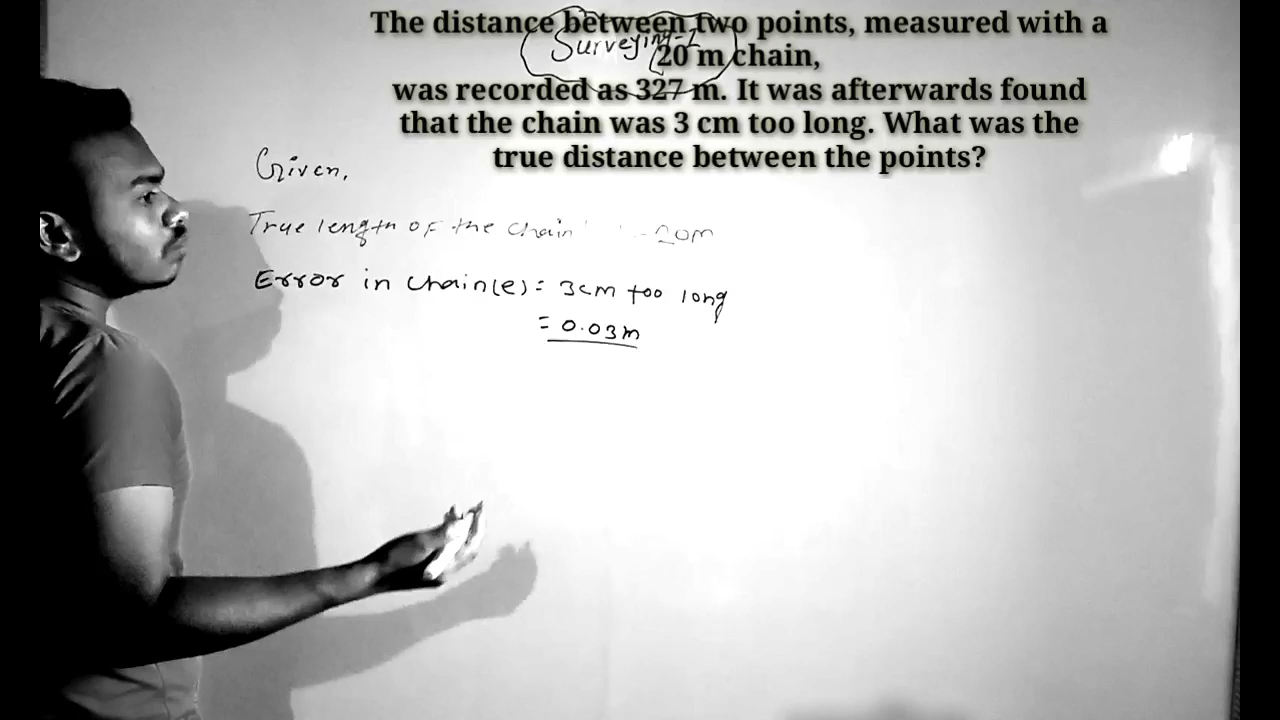 The distance between two points, measured with a
Surveying-I
20 m chain,
was recorded as 327 m. It was afterwards found
that the chain was 3 cm too long. What was the
true distance between the points?
Given,
True length of the chain = 20m
Error in chain(e) = 3cm too long
= 0.03m